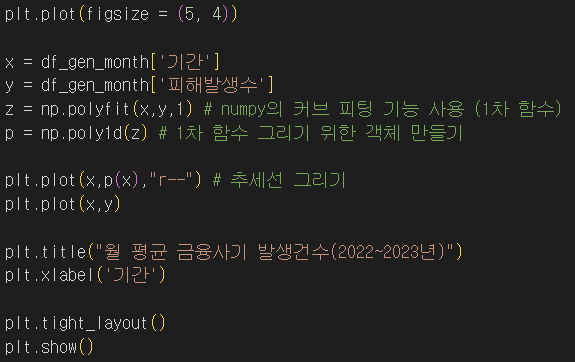 plt.plot(figsize = (5, 4))
x = df_gen_month['기간']
y = df_gen_month['피해발생수']
z = np.polyfit(x,y,1) # numpy의 커브 피팅 기능 사용 (1차 함수)
p = np.poly1d(z) # 1차 함수 그리기 위한 객체 만들기
plt.plot(x,p(x),"r--") # 추세선 그리기
plt.plot(x,y)
plt.title("월 평균 금융사기 발생건수(2022~2023년)")
plt.xlabel('기간')
plt.tight_layout()
plt.show()